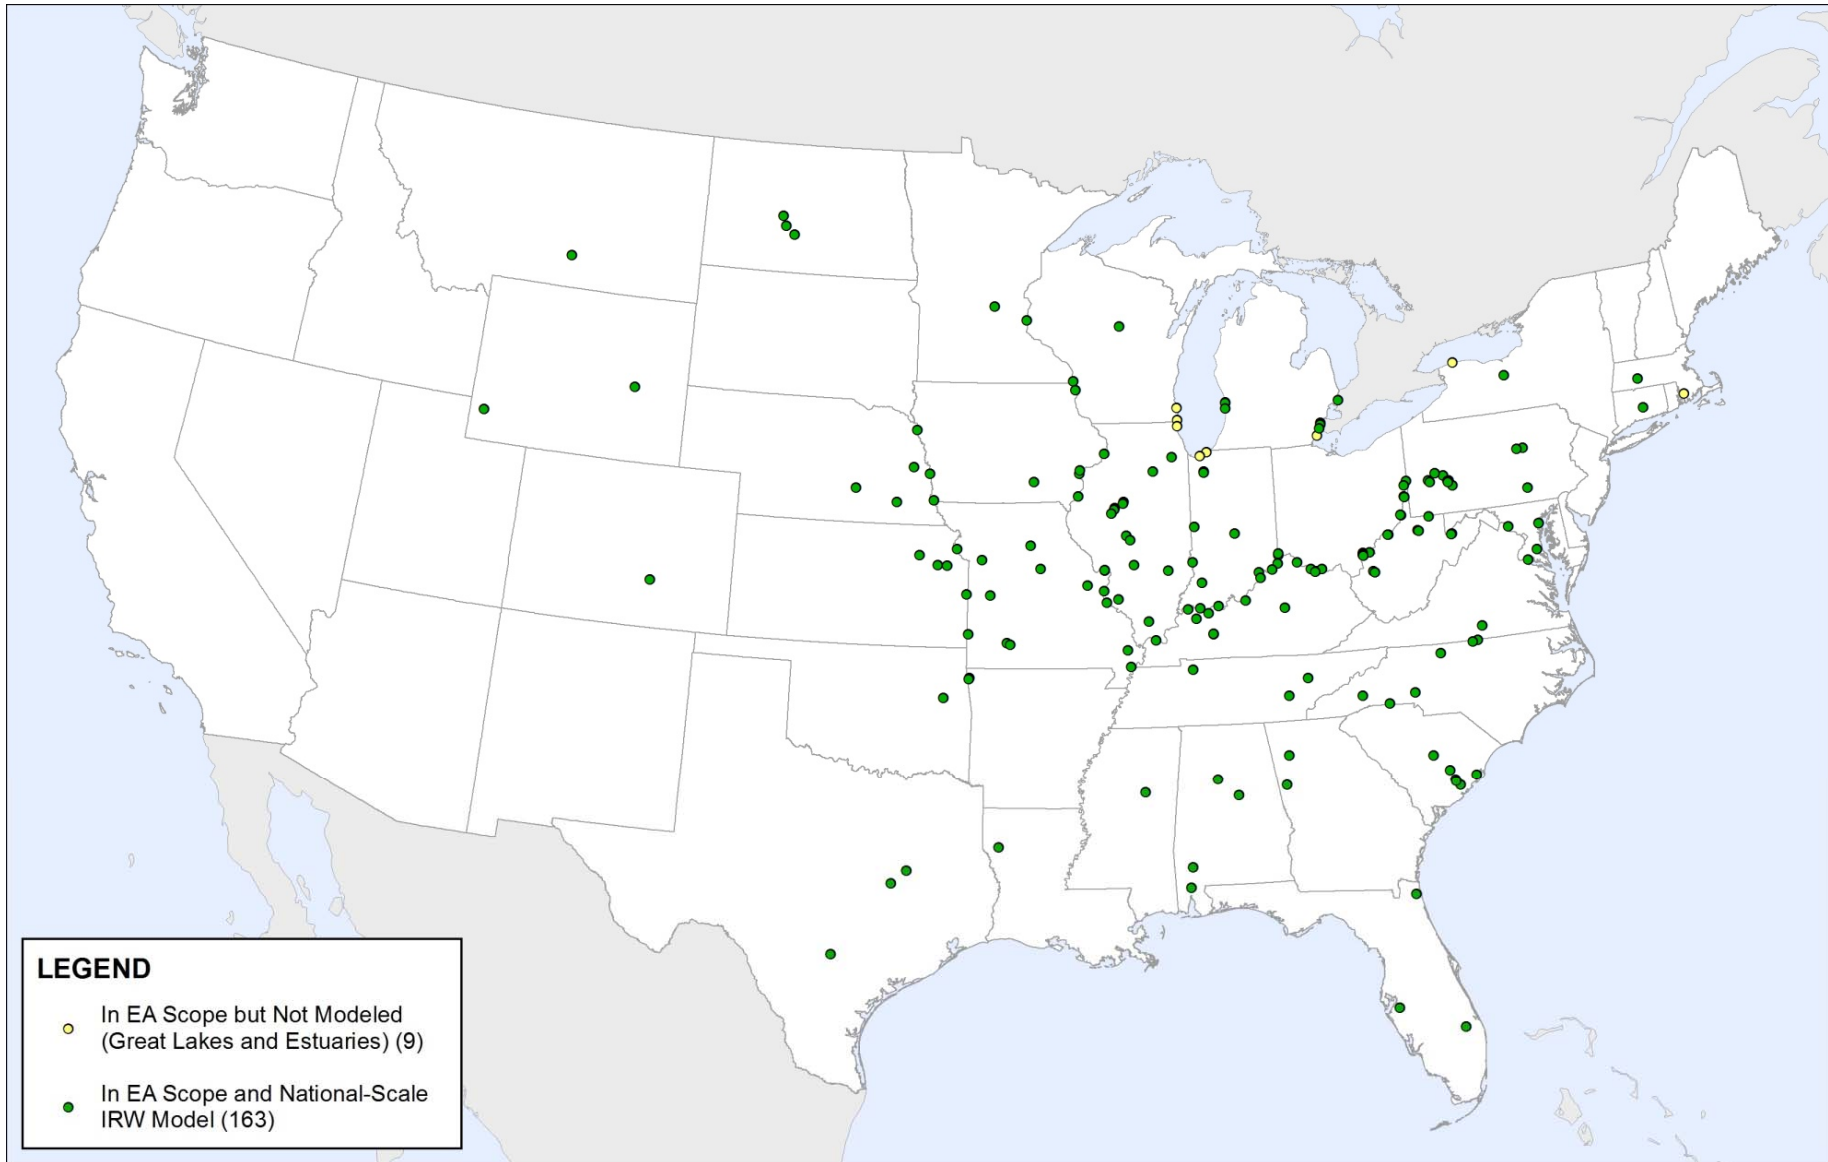 LEGEND
In EA Scope but Not Modeled
(Great Lakes and Estuaries) (9)
In EA Scope and National-Scale
IRW Model (163)